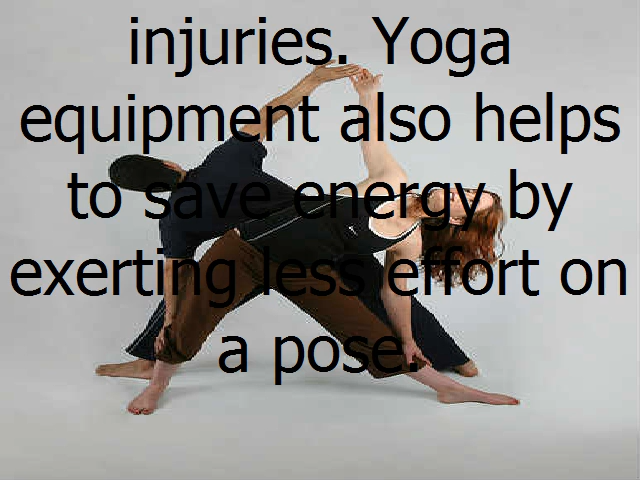 injuries. Yoga
equipment also helps
to save energy by
exerting less effort on
a pose.